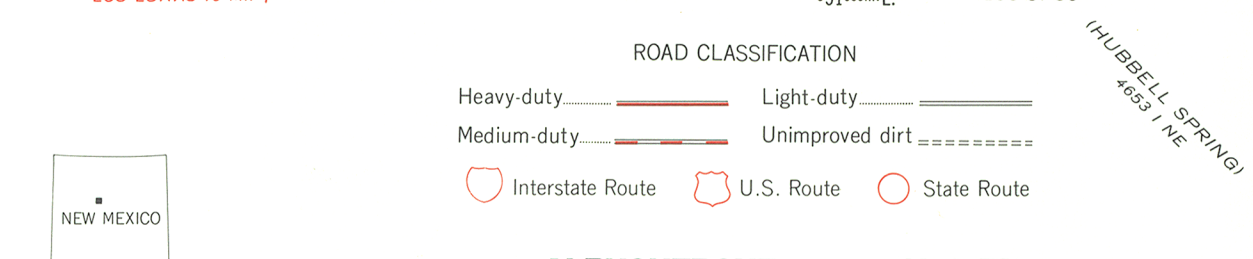 ROAD CLASSIFICATION
Heavy-duty
Light-duty
Medium-duty
Unimproved dirt
Interstate Route
U.S. Route
State Route
(HUBBELL SPRING)
4653 I NE
NEW MEXICO